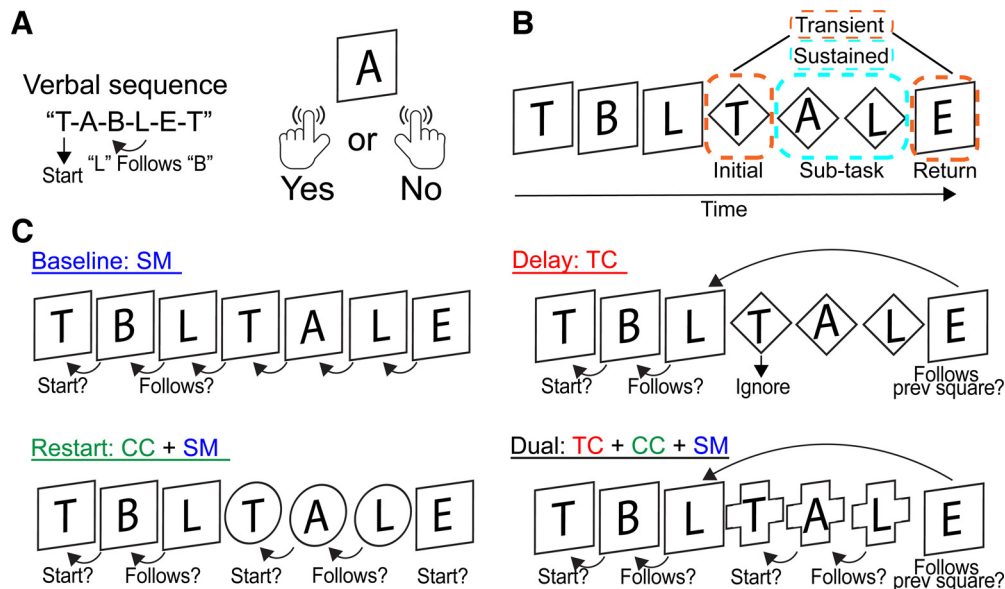 A
Verbal sequence
“T-A-B-L-E-T”
Start
“L” Follows “B”
A
or
Yes
No
B
Transient
Sustained
T B L T A L E
Initial
Sub-task
Return
Time
C
Baseline: SM
T B L T A L E
Start?
Follows?
Delay: TC
T B L T A L E
Start?
Follows?
Ignore
Follows
prev square?
Restart: CC + SM
T B L T A L E
Start? Follows? Start? Follows? Start?
Dual: TC + CC + SM
T B L T A L E
Start? Follows? Start? Follows?
Follows
prev square?